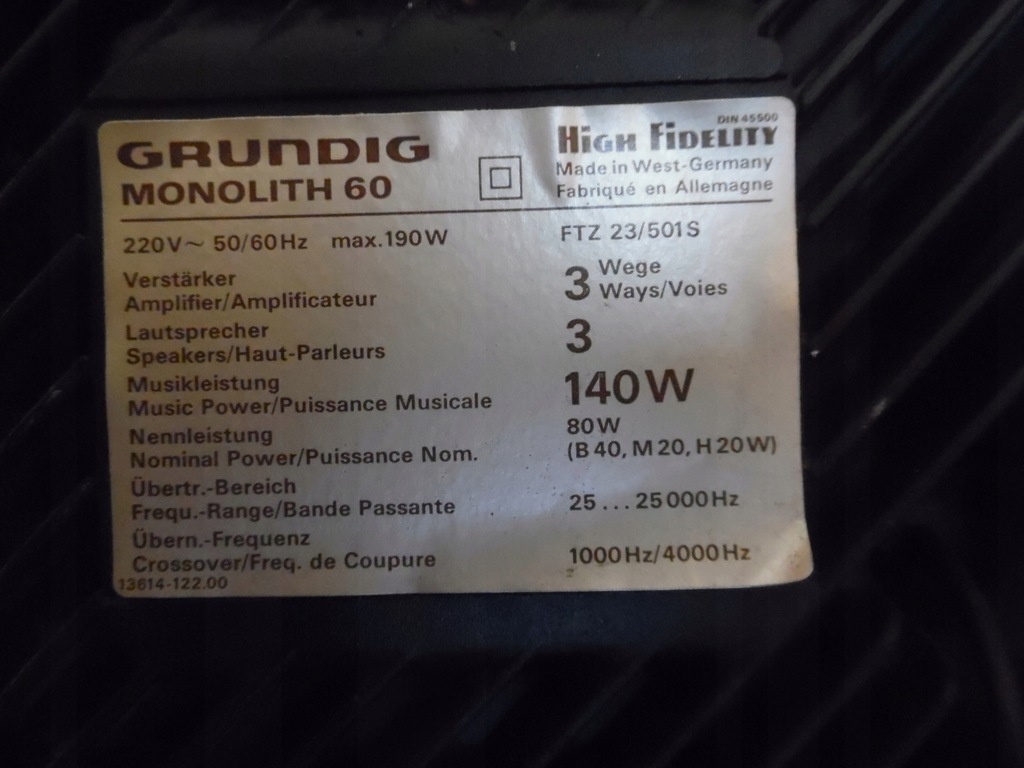 GRUNDIG
MONOLITH 60
DIN 45500
HIGH FIDELITY
Made in West-Germany
Fabriqué en Allemagne
220V~ 50/60Hz max. 190W
FTZ 23/501S
Verstärker
Amplifier/Amplificateur
3 Wege
Ways/Voies
Lautsprecher
Speakers/Haut-Parleurs
3
Musikleistung
Music Power/Puissance Musicale
140W
Nennleistung
Nominal Power/Puissance Nom.
80W
(B 40, M 20, H 20W)
Übertr.-Bereich
Frequ.-Range/Bande Passante
25 ... 25000Hz
Übern.-Frequenz
Crossover/Freq. de Coupure
1000Hz/4000Hz
13614-122.00